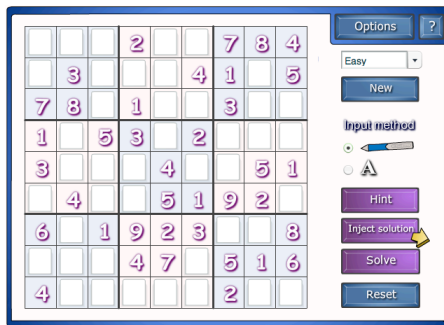 Options ?
2 7 8 4
3 4 1 5
7 8 1 3
1 5 3 2
3 4 5 1
4 5 1 9 2
6 1 9 2 3 8
4 7 5 1 6
4 2
Easy
New
Input method
A
Hint
Inject solution
Solve
Reset